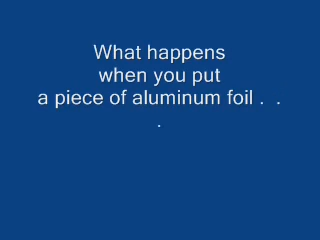 What happens
when you put
a piece of aluminum foil . .
.